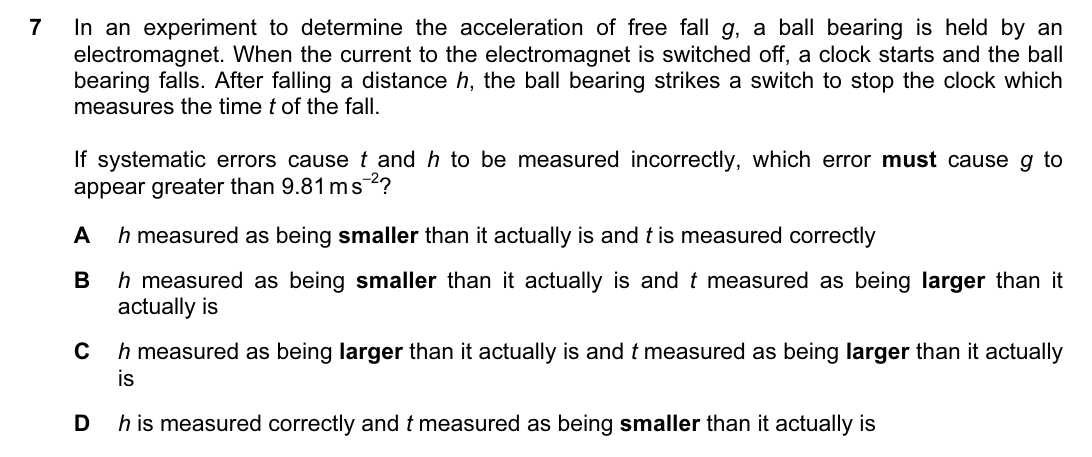 7 In an experiment to determine the acceleration of free fall g, a ball bearing is held by an
electromagnet. When the current to the electromagnet is switched off, a clock starts and the ball
bearing falls. After falling a distance h, the ball bearing strikes a switch to stop the clock which
measures the time t of the fall.
If systematic errors cause t and h to be measured incorrectly, which error must cause g to
appear greater than 9.81 m s⁻²?
A h measured as being smaller than it actually is and t is measured correctly
B h measured as being smaller than it actually is and t measured as being larger than it
actually is
C h measured as being larger than it actually is and t measured as being larger than it actually
is
D h is measured correctly and t measured as being smaller than it actually is